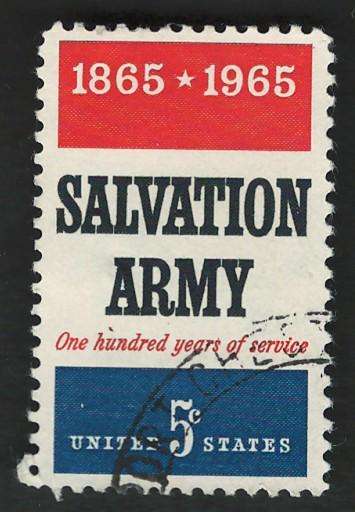 1865 ★ 1965
SALVATION
ARMY
One hundred years of service
5c
UNITED STATES